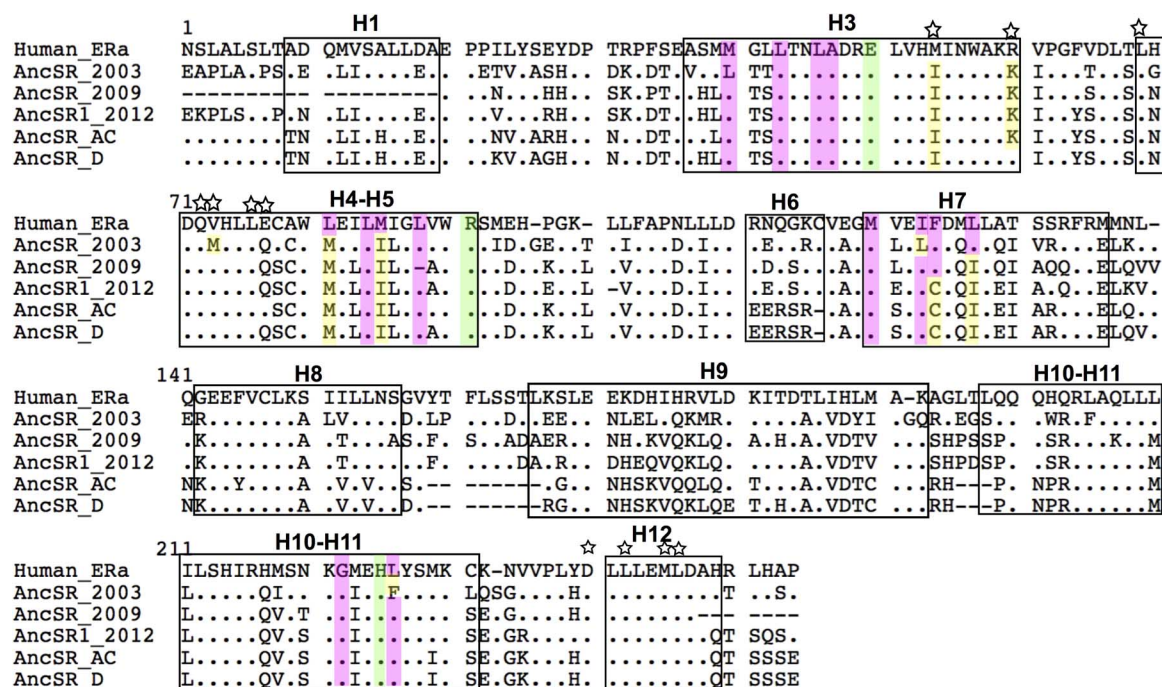 1 H1 H3
Human_ERa NSLALSLTAD QMVSALLDAE PPILYSEYDP TRPFSEASMM GLLTNLADRE LVHMINWAKR VPGFVDLTLH
AncSR_2003 EAPLA.PS.E .LI....E.. ..ETV.ASH. DK.DT.V..L TT........ ...I.....K I...T..S.G
AncSR_2009 ---------- ---------. ...N...HH. SK.PT..HL. TS........ ...I.....K I..YS..S.N
AncSR1_2012 EKPLS..P.N .LI....E.. ...V...RH. SK.DT..HL. TS........ ...I.....K I..YS..S.N
AncSR_AC ........TN .LI.H..E.. ..NV.ARH. N..DT...L. TS........ ...I.....K I..YS..S.N
AncSR_D ........TN .LI.H..E.. ..KV.AGH. N..DT..HL. TS........ ...I...... I..YS..S.N
71 H4-H5 H6 H7
Human_ERa DQVHLLECAW LEILMIGLVW RSMEH-PGK- LLFAPNLLLD RNQGKCVEGM VEIFDMLLAT SSRFRMMNL-
AncSR_2003 ..M...Q.C. M...IL.... ...ID.GE..T .I...D..I. .E..R..A.. L.L..Q..QI VR...ELK..
AncSR_2009 ......QSC. M.L.IL.-A. ...D..K..L .V...D..I. .D.S...A.. L....QI.QI AQQ..ELQVV
AncSR1_2012 ......QSC. M.L.IL..A. ...D..E..L -V...D..I. .E.....A.. L..C.QI.EI A.Q..ELKV.
AncSR_AC ......QSC. M.L.IL.... ...D..K..L .V...D..I. EERSR-.A.. S..C.QI.EI AR...ELQV.
AncSR_D ......QSC. M.L.IL..A. ...D..K..L .V...D..I. EERSR-.A.. S..C.QI.EI AR...ELQV.
141 H8 H9 H10-H11
Human_ERa QGEEFVCLKS IILLNSGVYT FLSSTLKSLE EKDHIHRVLD KITDTLIHLM A-KAGLTLQQ QHQRLAQLLL
AncSR_2003 ER.......A LV..V..D.LP ...D..EE.. NLEL.QKMR. .....A.VDYI .GQR.EGS.. .WR.F.....
AncSR_2009 .K.......A .T...AS.F. S..ADAER.. NH.KVQKLQ. A.H.A.VDTV ...SHPSSP. .SR....K.M
AncSR1_2012 .K.......A .T.....F.. ...DA.R.. DHEQVQKLQ. ....A.VDTV ...SHPDSP. .SR......M
AncSR_AC NK..Y....A .V.V..S.-- -------.G. NHSKVQQLQ. T...A.VDTC ...RH---P. NPR......M
AncSR_D NK.......A .V.V..D.-- -------RG. NHSKVQKLQE T.H.A.VDTC ...RH---P. NPR......M
211 H10-H11 H12
Human_ERa ILSHIRHMSN KGMEHLYSMK CK-NVVPLYD LLLEMLDAHR LHAP
AncSR_2003 L.....QI.. ..I..F.... LQSG...H. ........T ..S.
AncSR_2009 L.....QV.T ..I....... SE.G...H. ......---- ----
AncSR1_2012 L.....QV.S ..I....... SE.GR.... ........QT SQS.
AncSR_AC L.....QV.S ..I.....I. SE.GK...H. ........QT SSSE
AncSR_D L.....QV.S ..I.....I. SE.GK...H. ........QT SSSE